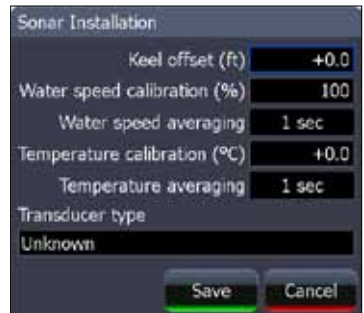 Sonar Installation
Keel offset (ft) +0.0
Water speed calibration (%) 100
Water speed averaging 1 sec
Temperature calibration (ºC) +0.0
Temperature averaging 1 sec
Transducer type
Unknown
Save Cancel